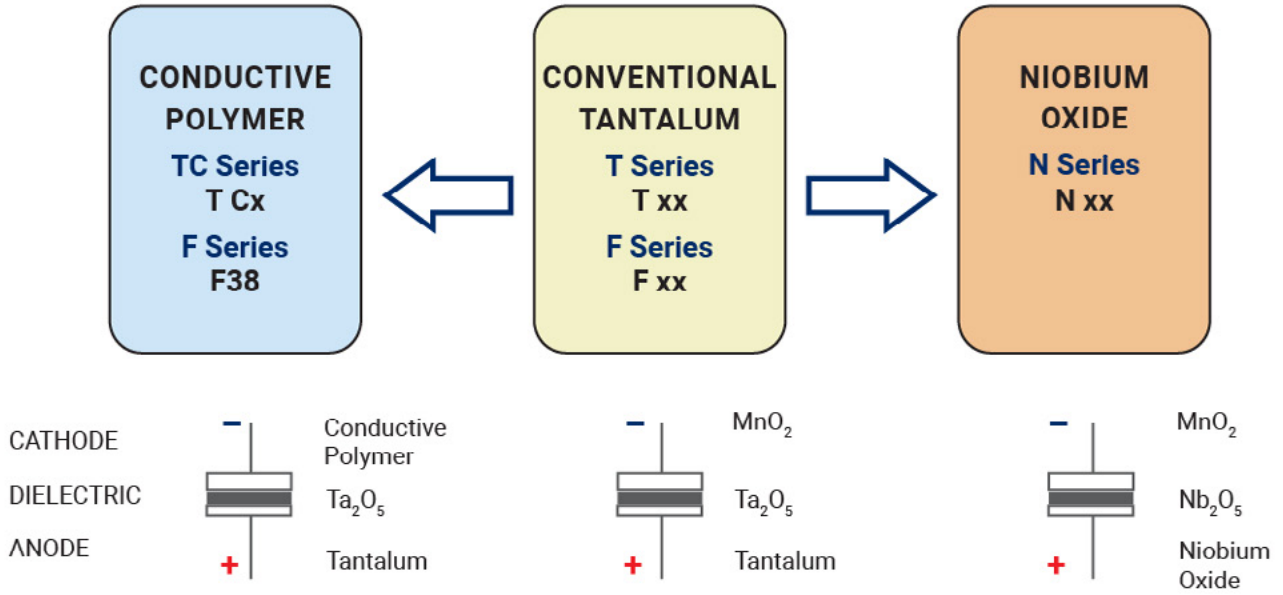 CONDUCTIVE
POLYMER
TC Series
T Cx
F Series
F38
CONVENTIONAL
TANTALUM
T Series
T xx
F Series
F xx
NIOBIUM
OXIDE
N Series
N xx
CATHODE
DIELECTRIC
ANODE
−
+
Conductive
Polymer
Ta₂O₅
Tantalum
−
+
MnO₂
Ta₂O₅
Tantalum
−
+
MnO₂
Nb₂O₅
Niobium
Oxide